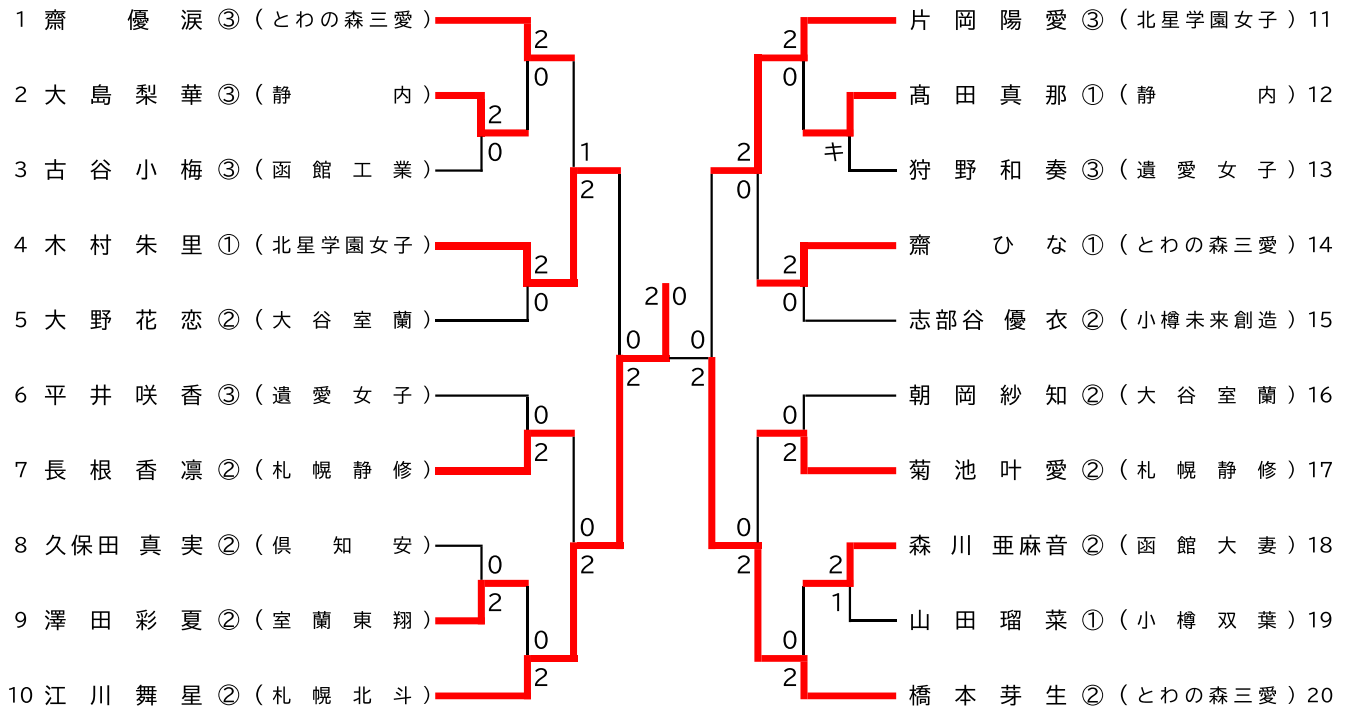 1 齋 優 涙 ③ (とわの森三愛)
2 大 島 梨 華 ③ (静 内)
3 古 谷 小 梅 ③ (函 館 工 業)
4 木 村 朱 里 ① (北星学園女子)
5 大 野 花 恋 ② (大 谷 室 蘭)
6 平 井 咲 香 ③ (遺 愛 女 子)
7 長 根 香 凛 ② (札 幌 静 修)
8 久保田 真 実 ② (倶 知 安)
9 澤 田 彩 夏 ② (室 蘭 東 翔)
10 江 川 舞 星 ② (札 幌 北 斗)
2
0
2
0
1
2
2
0
0
2
0
2
0
2
0
2
0
2
2 0
0
2
2
0
キ
2
0
2
0
0
2
0
2
2
1
0
2
片 岡 陽 愛 ③ (北星学園女子) 11
髙 田 真 那 ① (静 内) 12
狩 野 和 奏 ③ (遺 愛 女 子) 13
齋 ひ な ① (とわの森三愛) 14
志部谷 優 衣 ② (小樽未来創造) 15
朝 岡 紗 知 ② (大 谷 室 蘭) 16
菊 池 叶 愛 ② (札 幌 静 修) 17
森 川 亜麻音 ② (函 館 大 妻) 18
山 田 瑠 菜 ① (小 樽 双 葉) 19
橋 本 芽 生 ② (とわの森三愛) 20